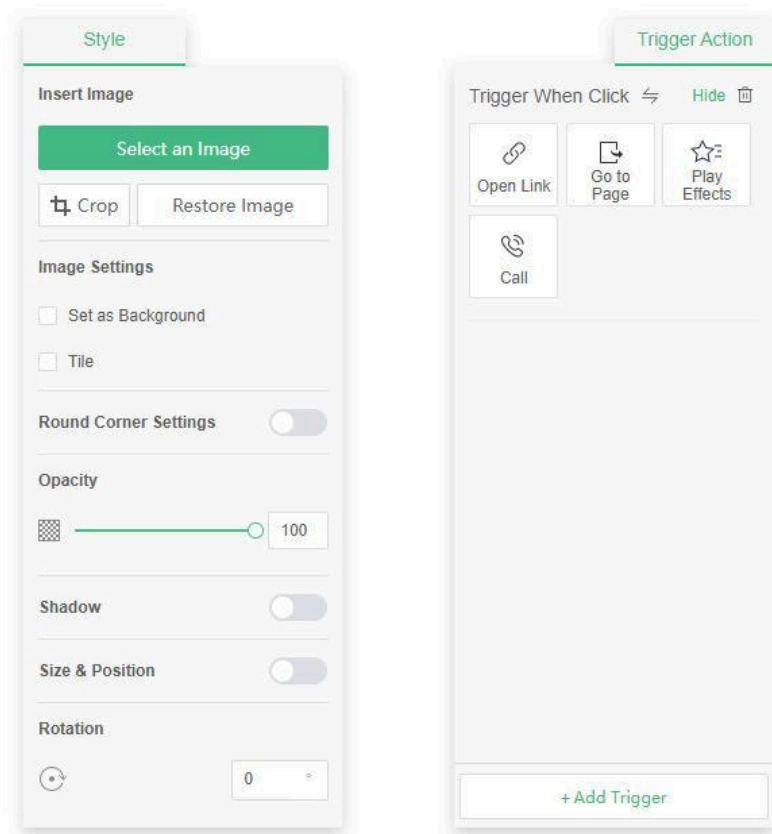 Style
Insert Image
Select an Image
Crop
Restore Image
Image Settings
Set as Background
Tile
Round Corner Settings
Opacity
100
Shadow
Size & Position
Rotation
0 °
Trigger Action
Trigger When Click
Hide
Open Link
Go to
Page
Play
Effects
Call
+ Add Trigger